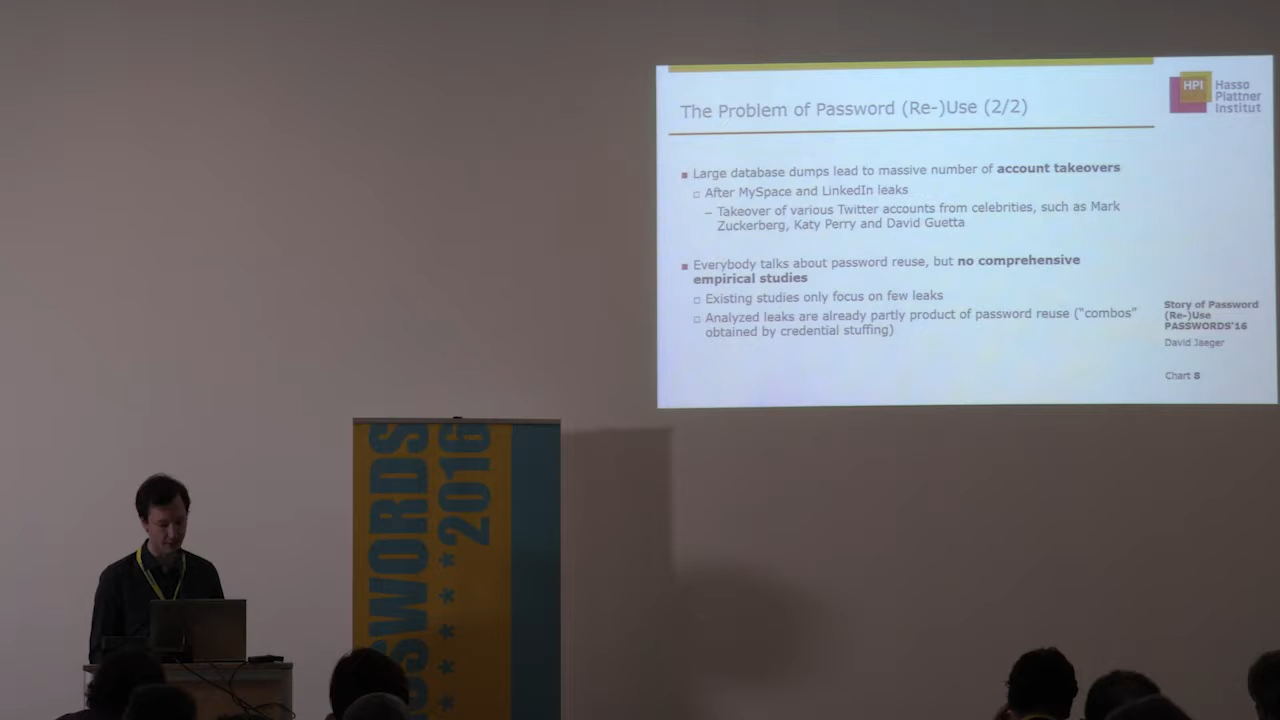 The Problem of Password (Re-)Use (2/2)
HPI
Hasso
Plattner
Institut
Large database dumps lead to massive number of account takeovers
After MySpace and LinkedIn leaks
– Takeover of various Twitter accounts from celebrities, such as Mark
Zuckerberg, Katy Perry and David Guetta
Everybody talks about password reuse, but no comprehensive
empirical studies
Existing studies only focus on few leaks
Analyzed leaks are already partly product of password reuse ("combos"
obtained by credential stuffing)
Story of Password
(Re-)Use
PASSWORDS'16
David Jaeger
Chart 8
SSWORDS
2016 * * * * * *